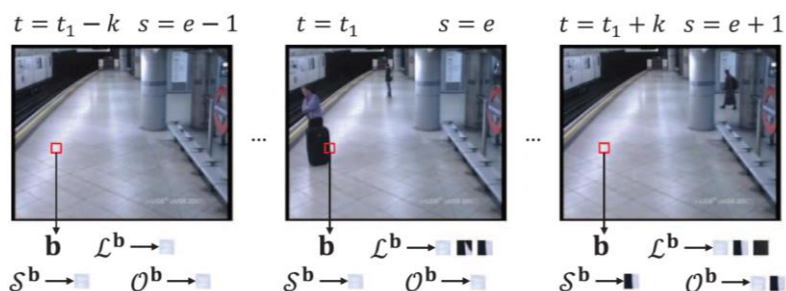 t = t₁ − k s = e − 1
t = t₁ s = e
t = t₁ + k s = e + 1
... ...
b ℒᵇ → b ℒᵇ → b ℒᵇ →
𝒮ᵇ → 𝒪ᵇ → 𝒮ᵇ → 𝒪ᵇ → 𝒮ᵇ → 𝒪ᵇ →